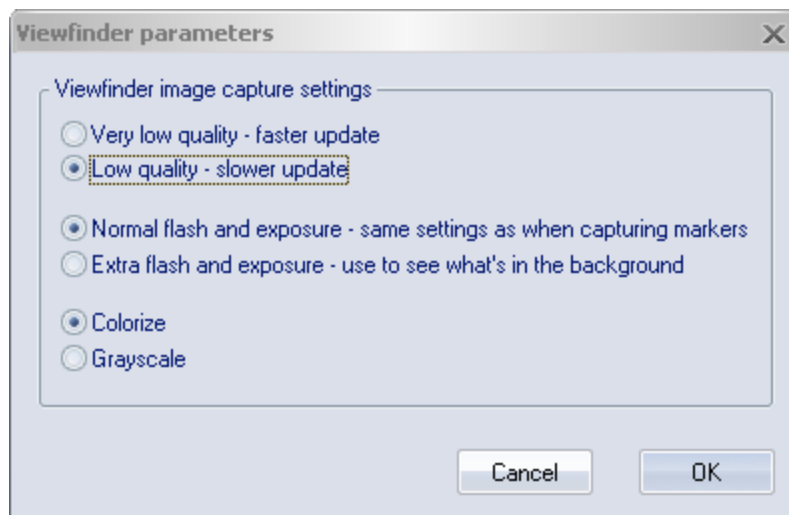 Viewfinder parameters
Viewfinder image capture settings
Very low quality - faster update
Low quality - slower update
Normal flash and exposure - same settings as when capturing markers
Extra flash and exposure - use to see what's in the background
Colorize
Grayscale
Cancel OK